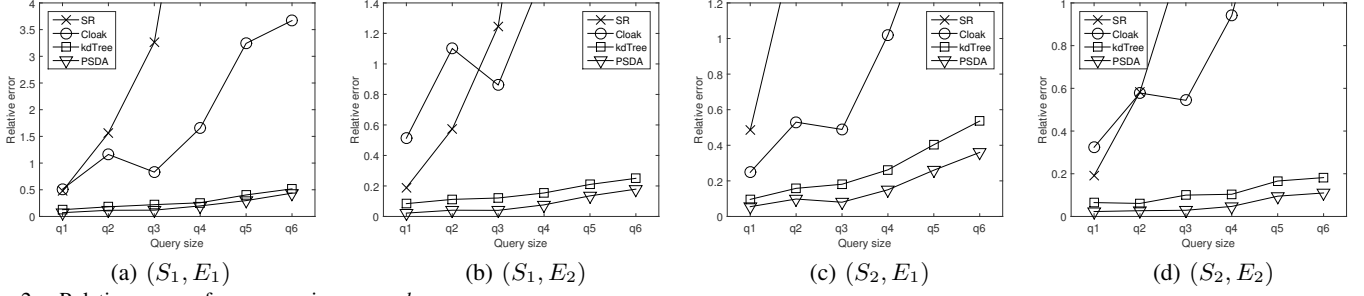 4
3.5
3
2.5
2
1.5
1
0.5
0
Relative error
SR
Cloak
kdTree
PSDA
q1 q2 q3 q4 q5 q6
Query size
(a) (S1, E1)
1.4
1.2
1
0.8
0.6
0.4
0.2
0
Relative error
SR
Cloak
kdTree
PSDA
q1 q2 q3 q4 q5 q6
Query size
(b) (S1, E2)
1.2
1
0.8
0.6
0.4
0.2
0
Relative error
SR
Cloak
kdTree
PSDA
q1 q2 q3 q4 q5 q6
Query size
(c) (S2, E1)
1
0.8
0.6
0.4
0.2
0
Relative error
SR
Cloak
kdTree
PSDA
q1 q2 q3 q4 q5 q6
Query size
(d) (S2, E2)